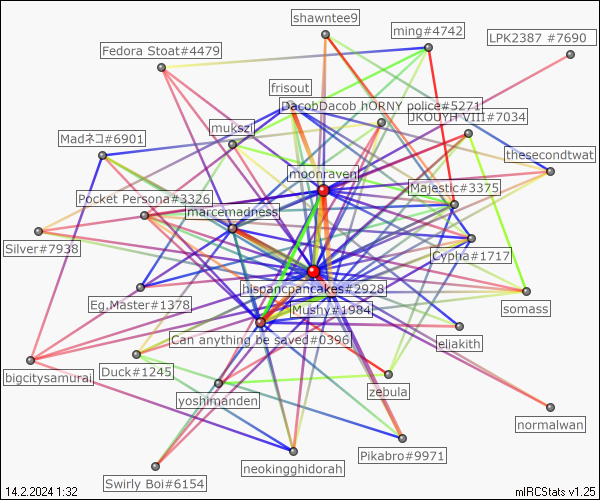 shawntee9
ming#4742
LPK2387 #7690
Fedora Stoat#4479
frisout
DacobDacob hORNY police#5271
JKOUYH VIII#7034
mukszi
Madネコ#6901
thesecondtwat
moonraven
Majestic#3375
Pocket Persona#3326
marcemadness
Silver#7938
Cypha#1717
hispancpancakes#2928
Eg.Master#1378
Mushy#1984
somass
Can anything be saved#0396
eljakith
bigcitysamurai
Duck#1245
zebula
yoshimanden
normalwan
Pikabro#9971
neokingghidorah
Swirly Boi#6154
14.2.2024 1:32
mIRCStats v1.25